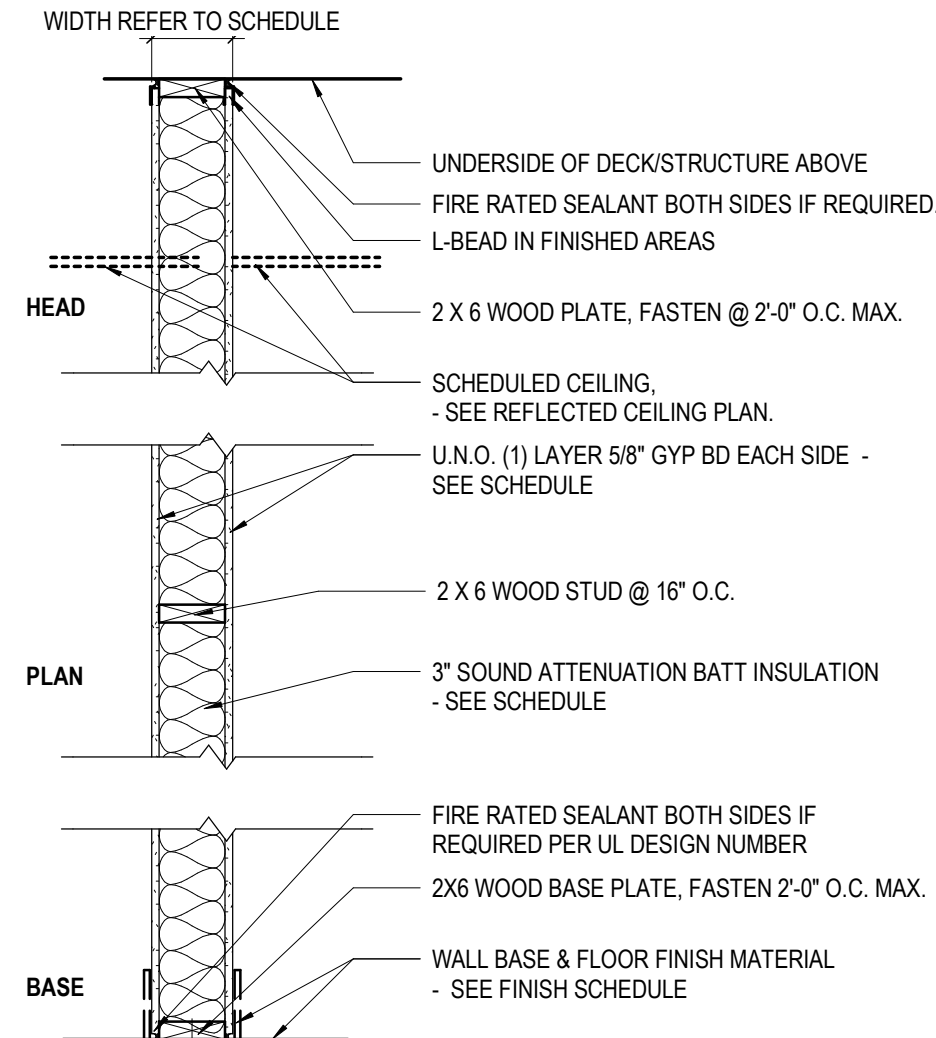 WIDTH REFER TO SCHEDULE
UNDERSIDE OF DECK/STRUCTURE ABOVE
FIRE RATED SEALANT BOTH SIDES IF REQUIRED.
L-BEAD IN FINISHED AREAS
HEAD
2 X 6 WOOD PLATE, FASTEN @ 2'-0" O.C. MAX.
SCHEDULED CEILING,
- SEE REFLECTED CEILING PLAN.
U.N.O. (1) LAYER 5/8" GYP BD EACH SIDE -
SEE SCHEDULE
2 X 6 WOOD STUD @ 16" O.C.
PLAN
3" SOUND ATTENUATION BATT INSULATION
- SEE SCHEDULE
FIRE RATED SEALANT BOTH SIDES IF
REQUIRED PER UL DESIGN NUMBER
2X6 WOOD BASE PLATE, FASTEN 2'-0" O.C. MAX.
BASE
WALL BASE & FLOOR FINISH MATERIAL
- SEE FINISH SCHEDULE